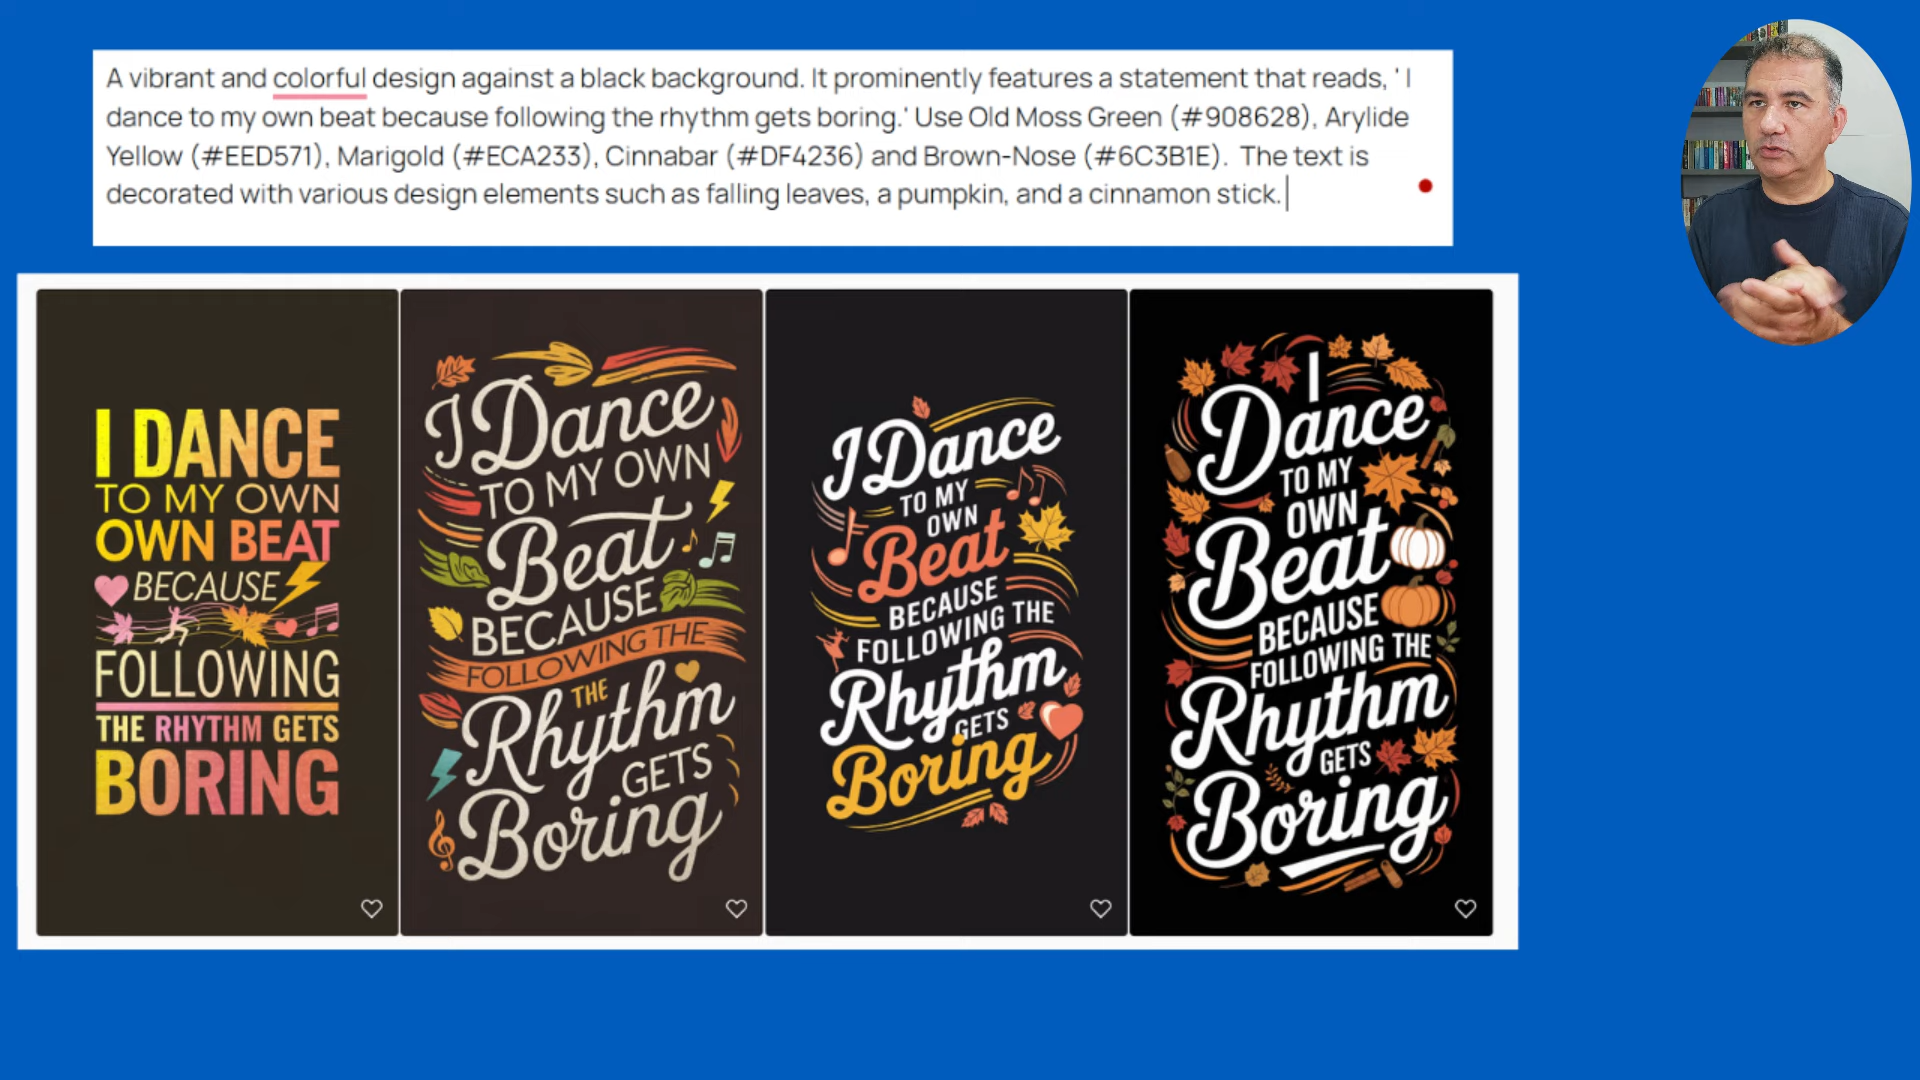 A vibrant and colorful design against a black background. It prominently features a statement that reads, ' I
dance to my own beat because following the rhythm gets boring.' Use Old Moss Green (#908628), Arylide
Yellow (#EED571), Marigold (#ECA233), Cinnabar (#DF4236) and Brown-Nose (#6C3B1E).  The text is
decorated with various design elements such as falling leaves, a pumpkin, and a cinnamon stick.
I DANCE
TO MY OWN
OWN BEAT
BECAUSE
FOLLOWING
THE RHYTHM GETS
BORING
I Dance
TO MY OWN
Beat
BECAUSE
FOLLOWING THE
THE
Rhythm
GETS
Boring
I Dance
TO MY
OWN
Beat
BECAUSE
FOLLOWING THE
Rhythm
GETS
Boring
I
Dance
TO MY
OWN
Beat
BECAUSE
FOLLOWING THE
Rhythm
GETS
Boring